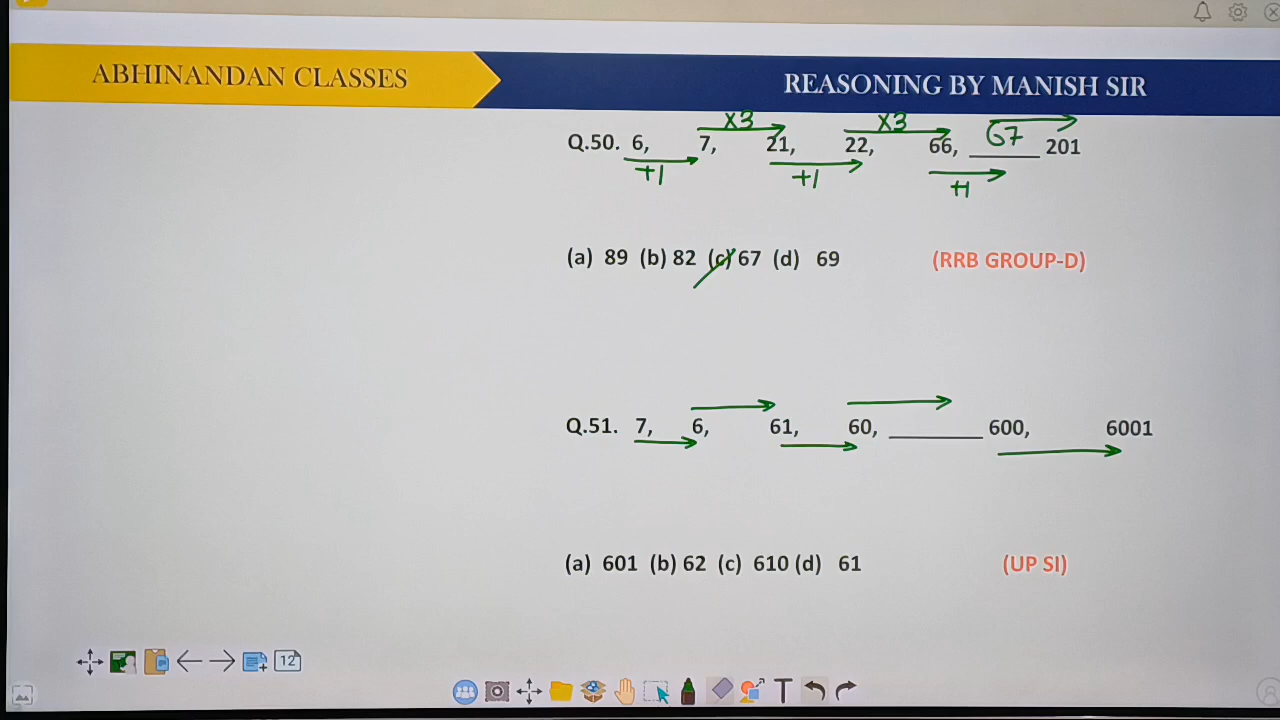 ABHINANDAN CLASSES
REASONING BY MANISH SIR
×3 ×3
Q.50. 6, 7, 21, 22, 66, 67 201
+1 +1 +1
(a) 89 (b) 82 (c) 67 (d) 69 (RRB GROUP-D)
Q.51. 7, 6, 61, 60, ________ 600, 6001
(a) 601 (b) 62 (c) 610 (d) 61 (UP SI)
12
T